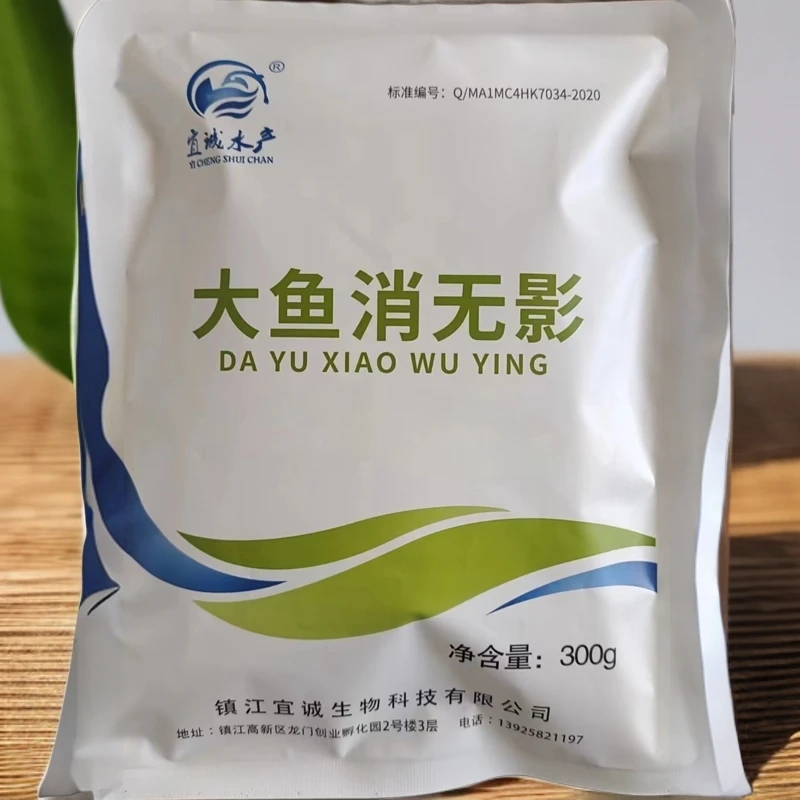 ®
标准编号：Q/MA1MC4HK7034-2020
宜诚水产
YI CHENG SHUI CHAN
大鱼消无影
DA YU XIAO WU YING
净含量：300g
镇江宜诚生物科技有限公司
地址：镇江高新区龙门创业孵化园2号楼3层 电话：13925821197